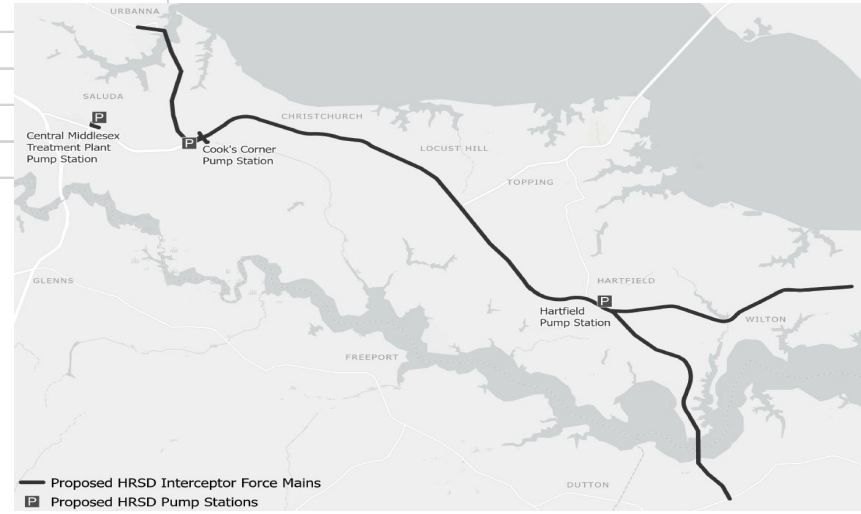 URBANNA
SALUDA
P
Central Middlesex
Treatment Plant
Pump Station
P
Cook's Corner
Pump Station
CHRISTCHURCH
LOCUST HILL
TOPPING
GLENNS
HARTFIELD
P
Hartfield
Pump Station
WILTON
FREEPORT
DUTTON
Proposed HRSD Interceptor Force Mains
P Proposed HRSD Pump Stations